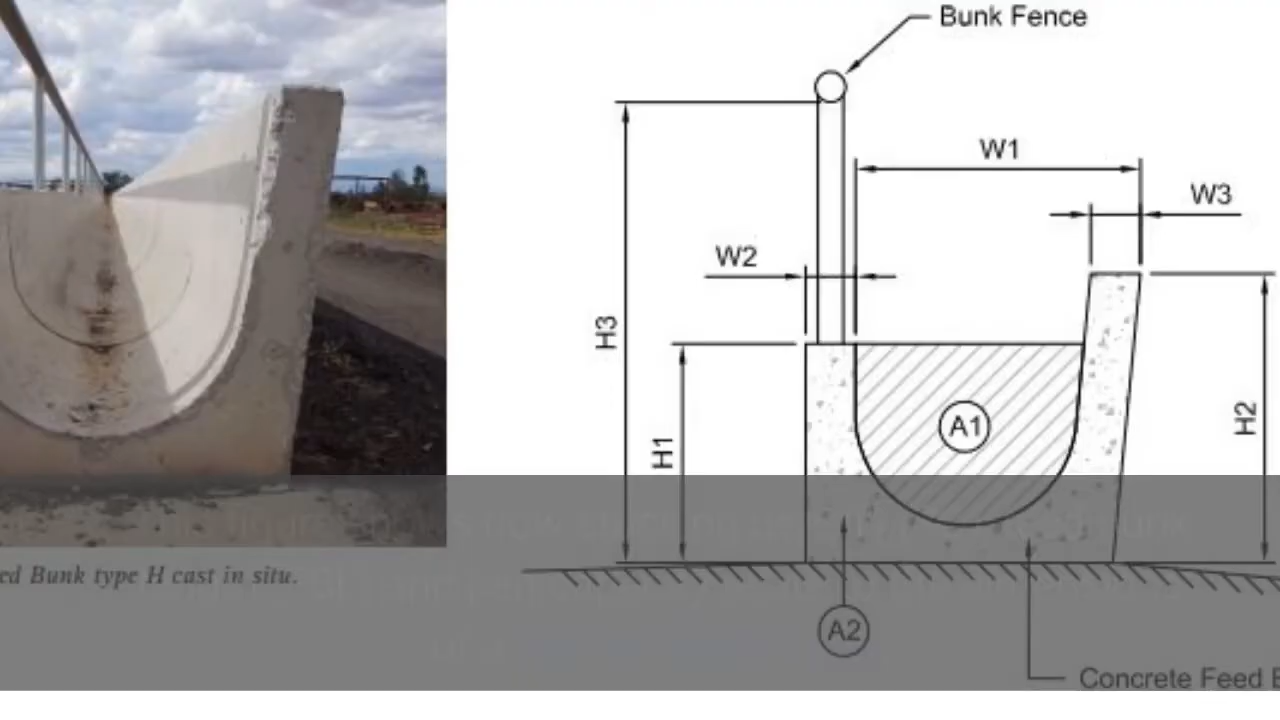 Bunk Fence
W1
W3
W2
H3
A1
H2
H1
ed Bunk type H cast in situ.
A2
Concrete Feed